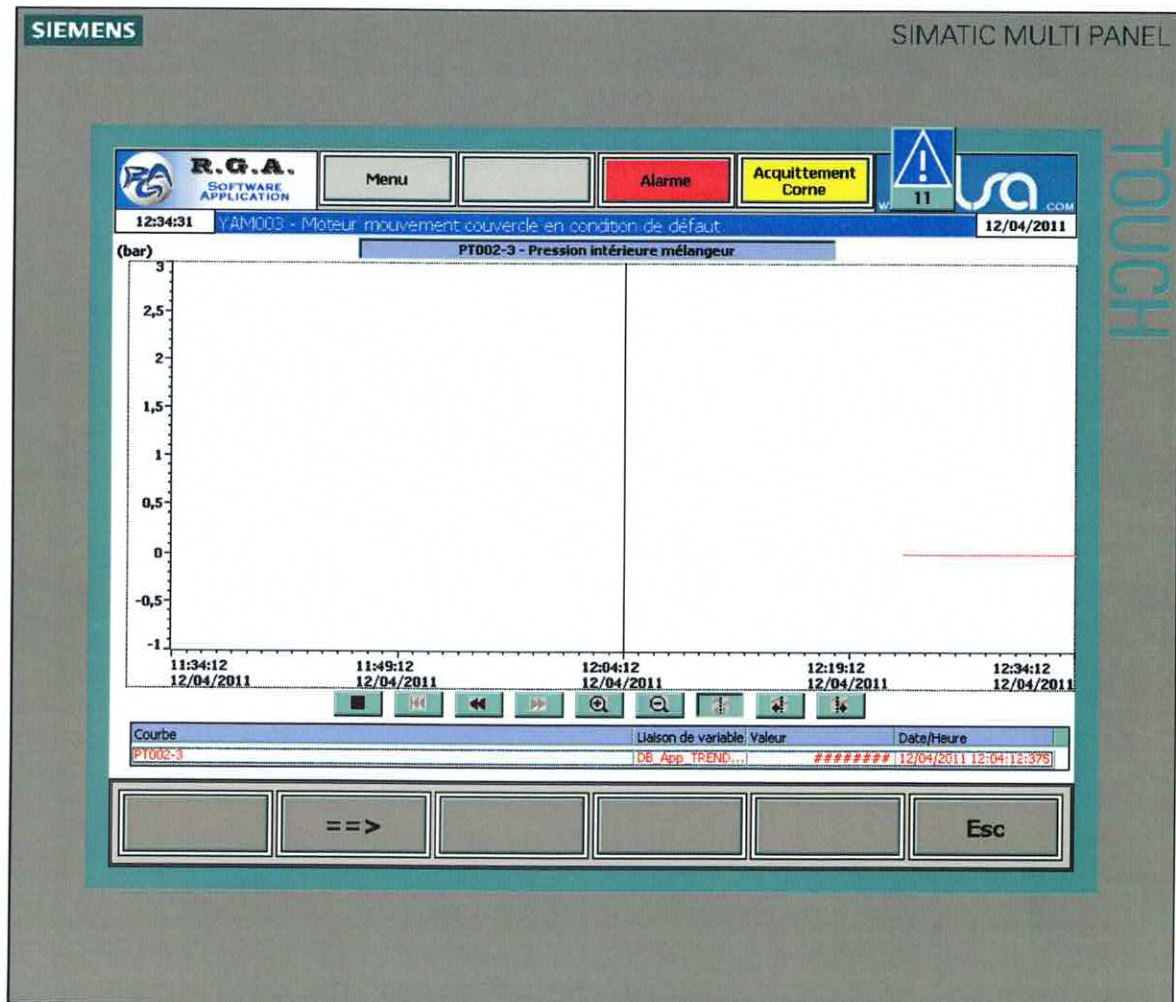 SIEMENS
SIMATIC MULTI PANEL
TOUCH
R.G.A.
SOFTWARE
APPLICATION
Menu
Alarme
Acquittement
Corne
11
.COM
12:34:31
YAM003 - Moteur mouvement couvercle en condition de défaut.
12/04/2011
(bar)
PT002-3 - Pression intérieure mélangeur
3
2,5
2
1,5
1
0,5
0
-0,5
-1
11:34:12 11:49:12 12:04:12 12:19:12 12:34:12
12/04/2011 12/04/2011 12/04/2011 12/04/2011 12/04/2011
Courbe Liaison de variable Valeur Date/Heure
PT002-3 DB_App_TREND... ######## 12/04/2011 12:04:12:375
==>
Esc